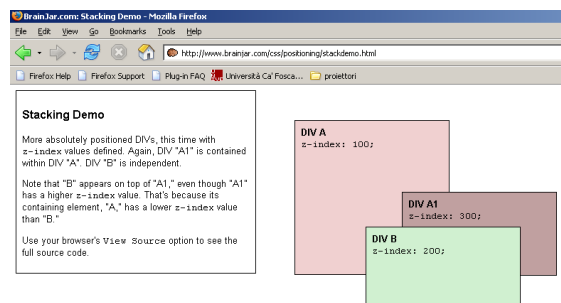 BrainJar.com: Stacking Demo - Mozilla Firefox
File Edit View Go Bookmarks Tools Help
http://www.brainjar.com/css/positioning/stackdemo.html
Firefox Help Firefox Support Plug-in FAQ Università Ca' Fosca... proiettori
Stacking Demo
More absolutely positioned DIVs, this time with
z-index values defined. Again, DIV "A1" is contained
within DIV "A". DIV "B" is independent.
Note that "B" appears on top of "A1," even though "A1"
has a higher z-index value. That's because its
containing element, "A," has a lower z-index value
than "B."
Use your browser's View Source option to see the
full source code.
DIV A
z-index: 100;
DIV A1
z-index: 300;
DIV B
z-index: 200;